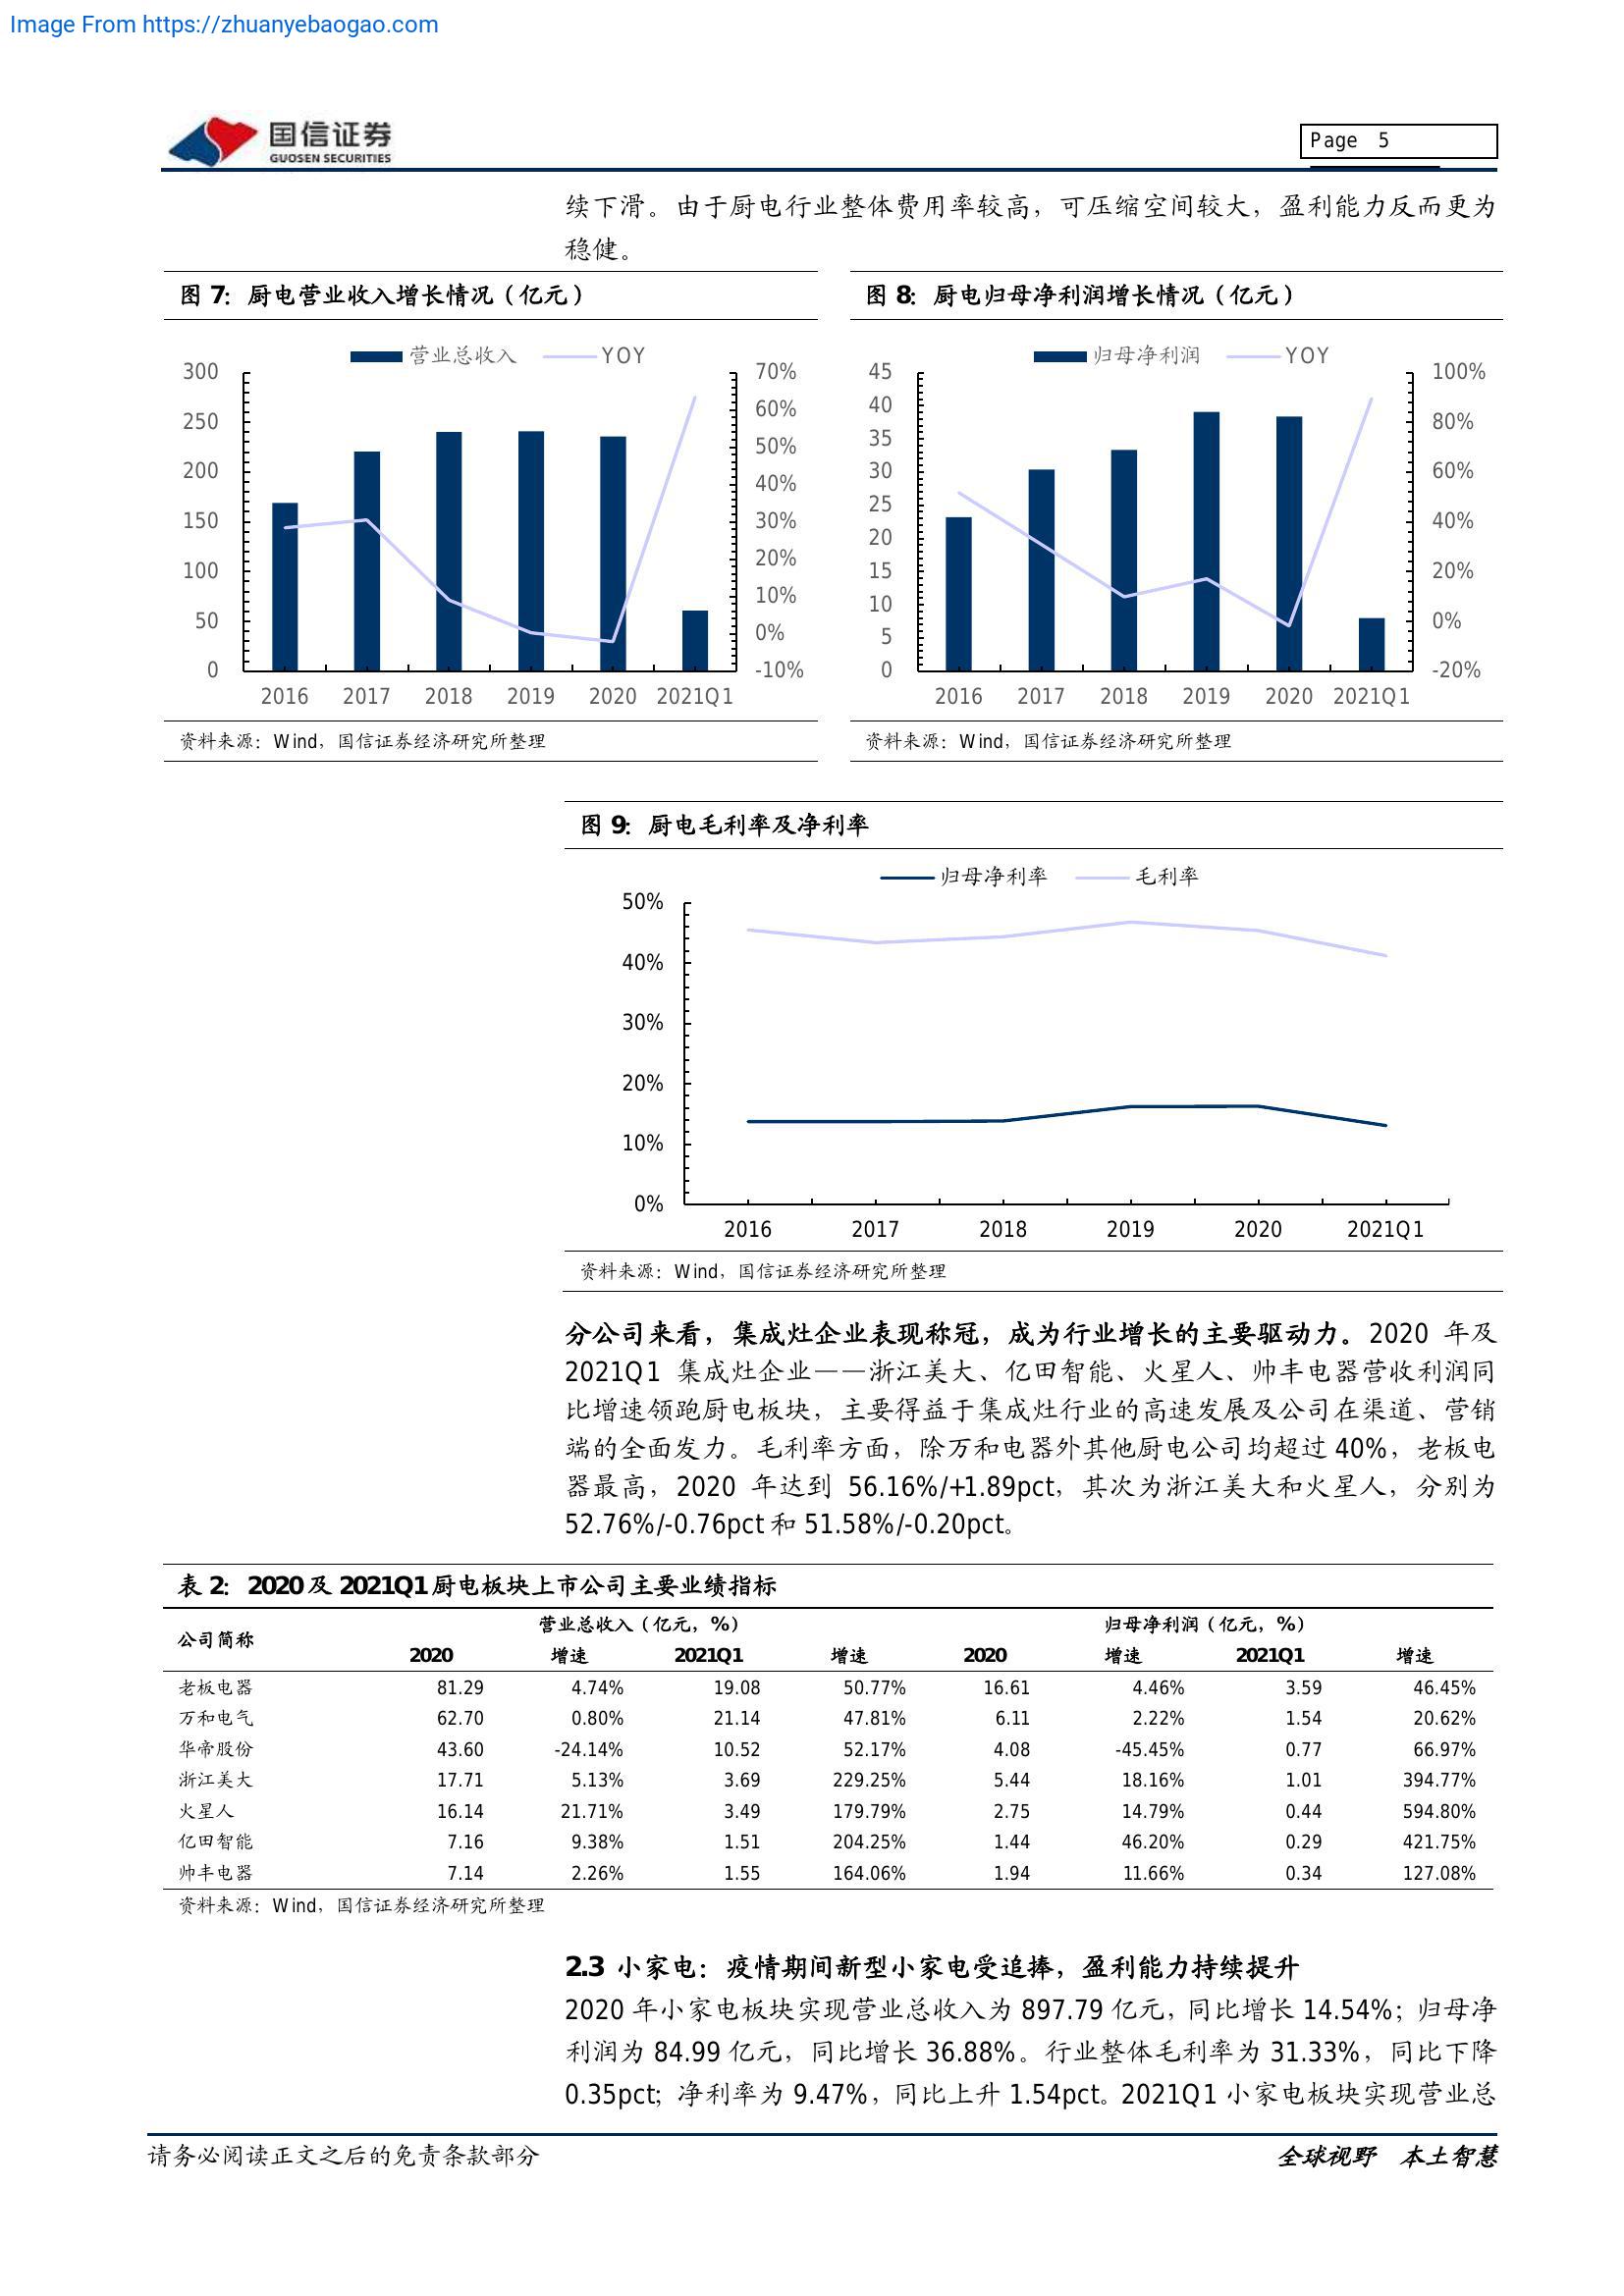 Image From https://zhuanyebaogao.com
国信证券
GUOSEN SECURITIES
Page 5
续下滑。由于厨电行业整体费用率较高，可压缩空间较大，盈利能力反而更为
稳健。
图 7：厨电营业收入增长情况（亿元）
营业总收入 YOY
300
250
200
150
100
50
0
70%
60%
50%
40%
30%
20%
10%
0%
-10%
2016 2017 2018 2019 2020 2021Q1
资料来源：Wind，国信证券经济研究所整理
图 8：厨电归母净利润增长情况（亿元）
归母净利润 YOY
45
40
35
30
25
20
15
10
5
0
100%
80%
60%
40%
20%
0%
-20%
2016 2017 2018 2019 2020 2021Q1
资料来源：Wind，国信证券经济研究所整理
图 9：厨电毛利率及净利率
归母净利率 毛利率
50%
40%
30%
20%
10%
0%
2016 2017 2018 2019 2020 2021Q1
资料来源：Wind，国信证券经济研究所整理
分公司来看，集成灶企业表现称冠，成为行业增长的主要驱动力。2020 年及
2021Q1 集成灶企业——浙江美大、亿田智能、火星人、帅丰电器营收利润同
比增速领跑厨电板块，主要得益于集成灶行业的高速发展及公司在渠道、营销
端的全面发力。毛利率方面，除万和电器外其他厨电公司均超过 40%，老板电
器最高，2020 年达到 56.16%/+1.89pct，其次为浙江美大和火星人，分别为
52.76%/-0.76pct 和 51.58%/-0.20pct。
表 2：2020 及 2021Q1 厨电板块上市公司主要业绩指标
公司简称 营业总收入（亿元，%） 归母净利润（亿元，%）
2020 增速 2021Q1 增速 2020 增速 2021Q1 增速
老板电器 81.29 4.74% 19.08 50.77% 16.61 4.46% 3.59 46.45%
万和电气 62.70 0.80% 21.14 47.81% 6.11 2.22% 1.54 20.62%
华帝股份 43.60 -24.14% 10.52 52.17% 4.08 -45.45% 0.77 66.97%
浙江美大 17.71 5.13% 3.69 229.25% 5.44 18.16% 1.01 394.77%
火星人 16.14 21.71% 3.49 179.79% 2.75 14.79% 0.44 594.80%
亿田智能 7.16 9.38% 1.51 204.25% 1.44 46.20% 0.29 421.75%
帅丰电器 7.14 2.26% 1.55 164.06% 1.94 11.66% 0.34 127.08%
资料来源：Wind，国信证券经济研究所整理
2.3 小家电：疫情期间新型小家电受追捧，盈利能力持续提升
2020 年小家电板块实现营业总收入为 897.79 亿元，同比增长 14.54%；归母净
利润为 84.99 亿元，同比增长 36.88%。行业整体毛利率为 31.33%，同比下降
0.35pct；净利率为 9.47%，同比上升 1.54pct。2021Q1 小家电板块实现营业总
请务必阅读正文之后的免责条款部分
全球视野 本土智慧